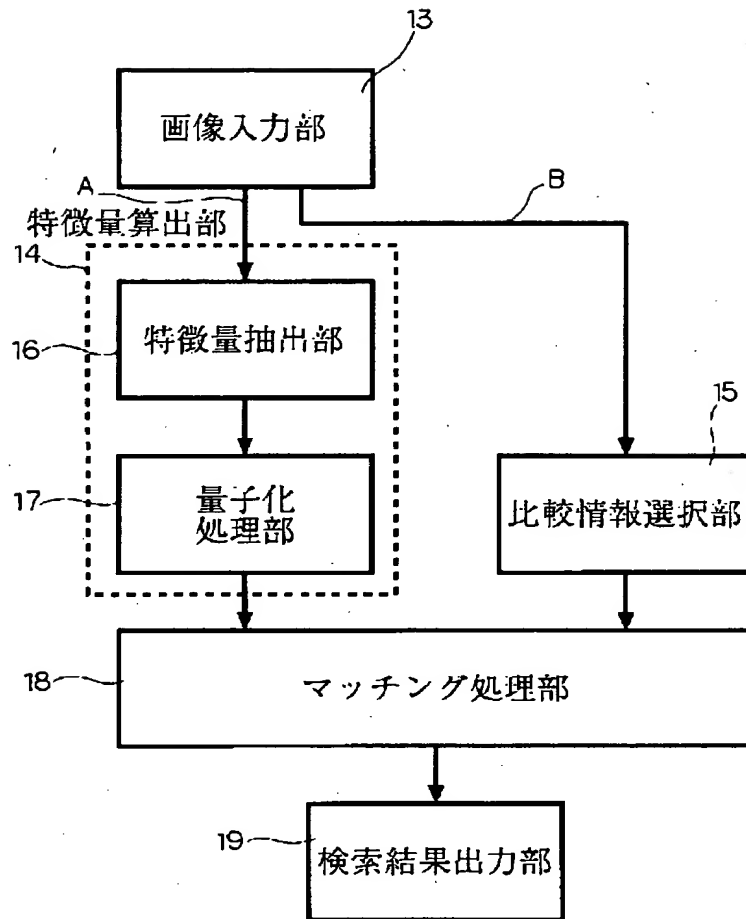 13
画像入力部
A
B
特徴量算出部
14
16
特徴量抽出部
15
17
量子化
処理部
比較情報選択部
18
マッチング処理部
19
検索結果出力部